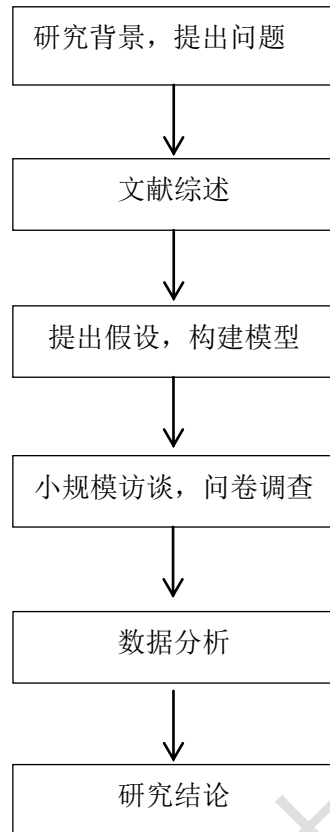 研究背景，提出问题
文献综述
提出假设，构建模型
小规模访谈，问卷调查
数据分析
研究结论